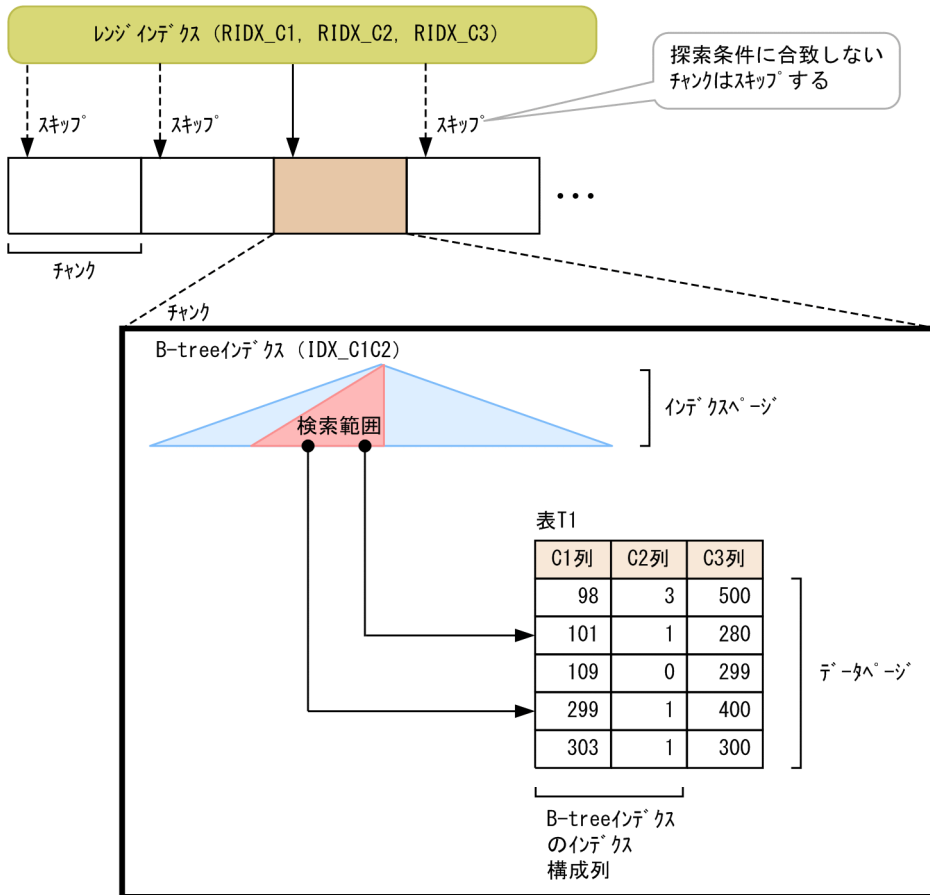 ﾚﾝｼﾞｲﾝﾃﾞｸｽ (RIDX_C1, RIDX_C2, RIDX_C3)
探索条件に合致しない
ﾁｬﾝｸはｽｷｯﾌﾟする
ｽｷｯﾌﾟ ｽｷｯﾌﾟ ｽｷｯﾌﾟ
･･･
ﾁｬﾝｸ
ﾁｬﾝｸ
B-treeｲﾝﾃﾞｸｽ (IDX_C1C2)
ｲﾝﾃﾞｸｽﾍﾟｰｼﾞ
検索範囲
表T1
C1列 C2列 C3列
98 3 500
101 1 280
109 0 299
299 1 400
303 1 300
ﾃﾞｰﾀﾍﾟｰｼﾞ
B-treeｲﾝﾃﾞｸｽ
のｲﾝﾃﾞｸｽ
構成列